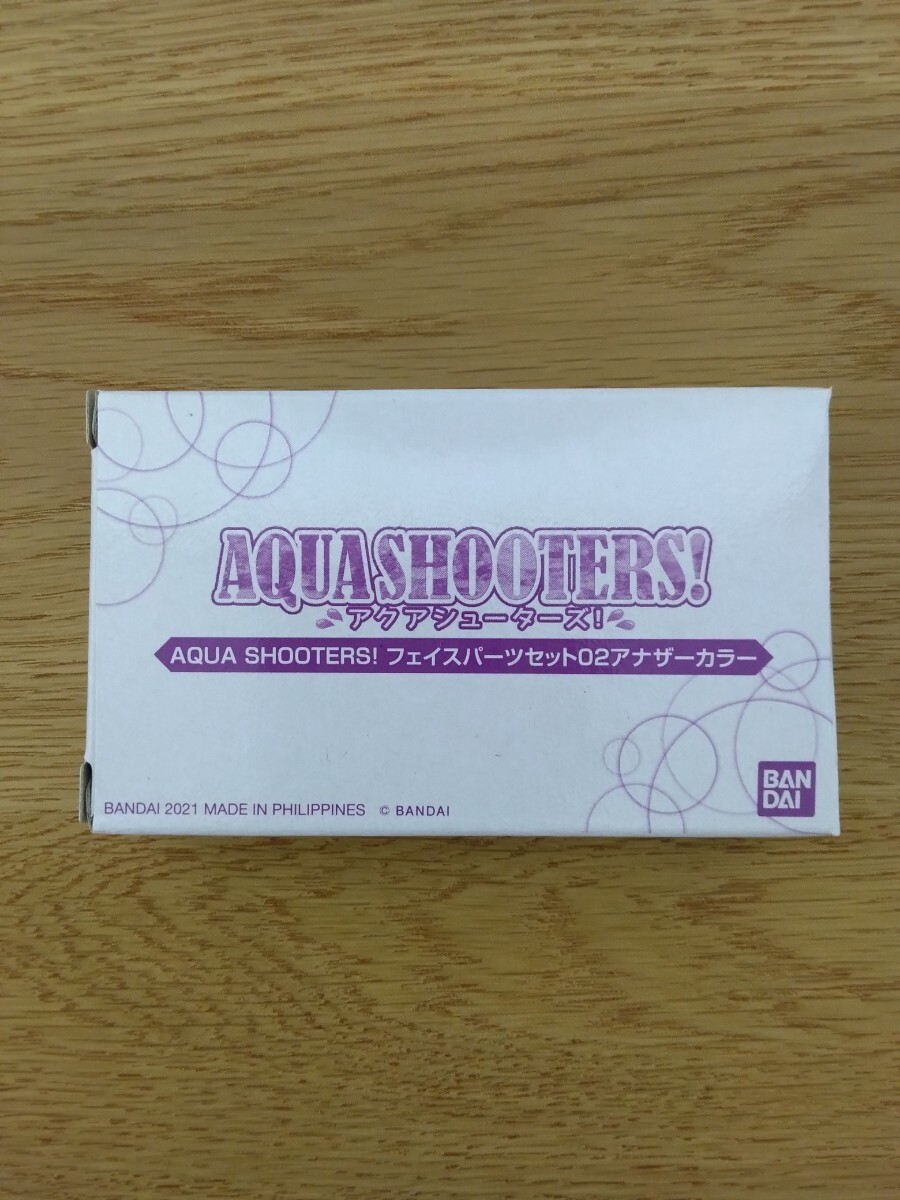 AQUA SHOOTERS!
アクアシューターズ!
AQUA SHOOTERS! フェイスパーツセット02アナザーカラー
BANDAI 2021 MADE IN PHILIPPINES © BANDAI
BAN
DAI